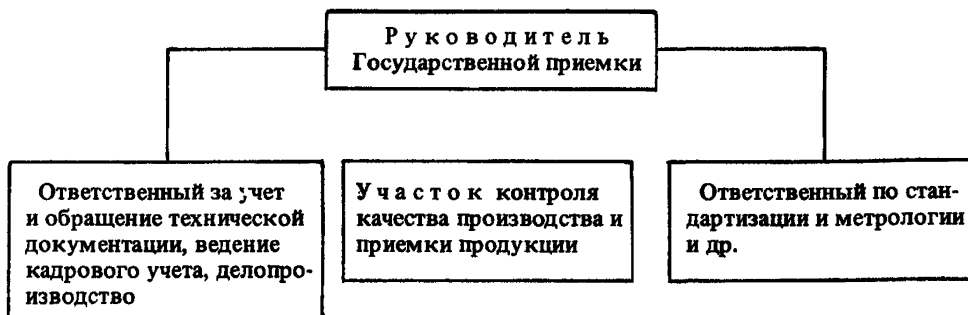 Руководитель
Государственной приемки
Ответственный за учет
и обращение технической
документации, ведение
кадрового учета, делопро-
изводство
Участок контроля
качества производства и
приемки продукции
Ответственный по стан-
дартизации и метрологии
и др.